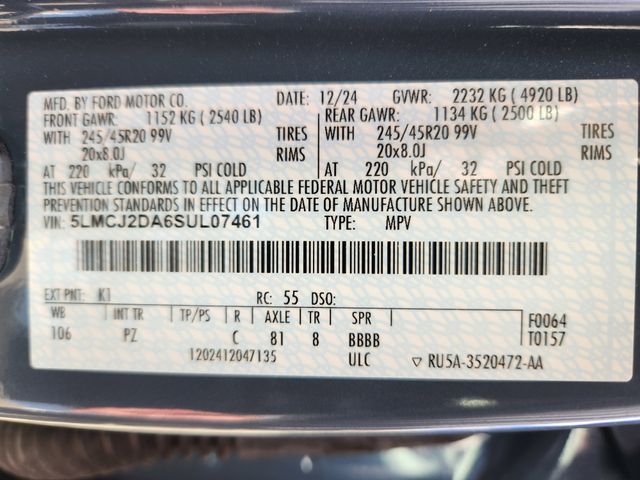 MFD. BY FORD MOTOR CO. DATE: 12/24 GVWR: 2232 KG ( 4920 LB)
FRONT GAWR: 1152 KG ( 2540 LB) REAR GAWR: 1134 KG ( 2500 LB)
WITH 245/45R20 99V TIRES WITH 245/45R20 99V TIRES
20x8.0J RIMS 20x8.0J RIMS
AT 220 kPa/ 32 PSI COLD AT 220 kPa/ 32 PSI COLD
THIS VEHICLE CONFORMS TO ALL APPLICABLE FEDERAL MOTOR VEHICLE SAFETY AND THEFT
PREVENTION STANDARDS IN EFFECT ON THE DATE OF MANUFACTURE SHOWN ABOVE.
VIN: 5LMCJ2DA6SUL07461 TYPE: MPV
EXT PNT: K1 RC: 55 DSO:
WB INT TR TP/PS R AXLE TR SPR F0064
106 PZ C 81 8 BBBB T0157
1202412047135 ULC ▽ RU5A-3520472-AA